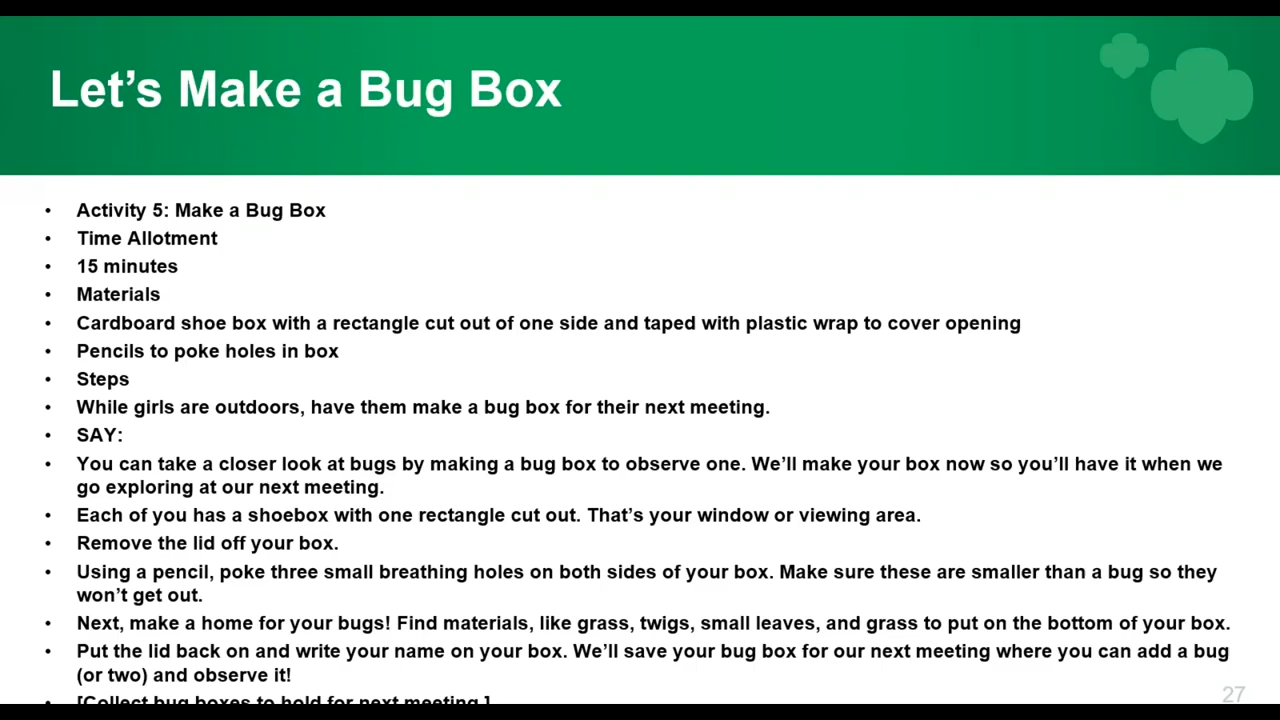 Let’s Make a Bug Box
• Activity 5: Make a Bug Box
• Time Allotment
• 15 minutes
• Materials
• Cardboard shoe box with a rectangle cut out of one side and taped with plastic wrap to cover opening
• Pencils to poke holes in box
• Steps
• While girls are outdoors, have them make a bug box for their next meeting.
• SAY:
• You can take a closer look at bugs by making a bug box to observe one. We’ll make your box now so you’ll have it when we
go exploring at our next meeting.
• Each of you has a shoebox with one rectangle cut out. That’s your window or viewing area.
• Remove the lid off your box.
• Using a pencil, poke three small breathing holes on both sides of your box. Make sure these are smaller than a bug so they
won’t get out.
• Next, make a home for your bugs! Find materials, like grass, twigs, small leaves, and grass to put on the bottom of your box.
• Put the lid back on and write your name on your box. We’ll save your bug box for our next meeting where you can add a bug
(or two) and observe it!
• [Collect bug boxes to hold for next meeting.]
27